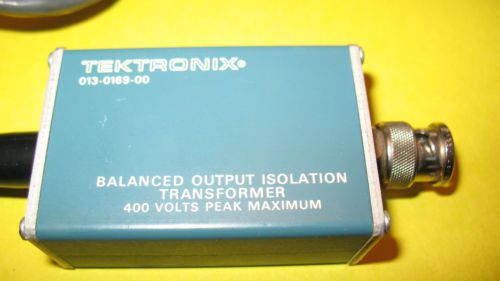 TEKTRONIX®
013-0169-00
BALANCED OUTPUT ISOLATION
TRANSFORMER
400 VOLTS PEAK MAXIMUM